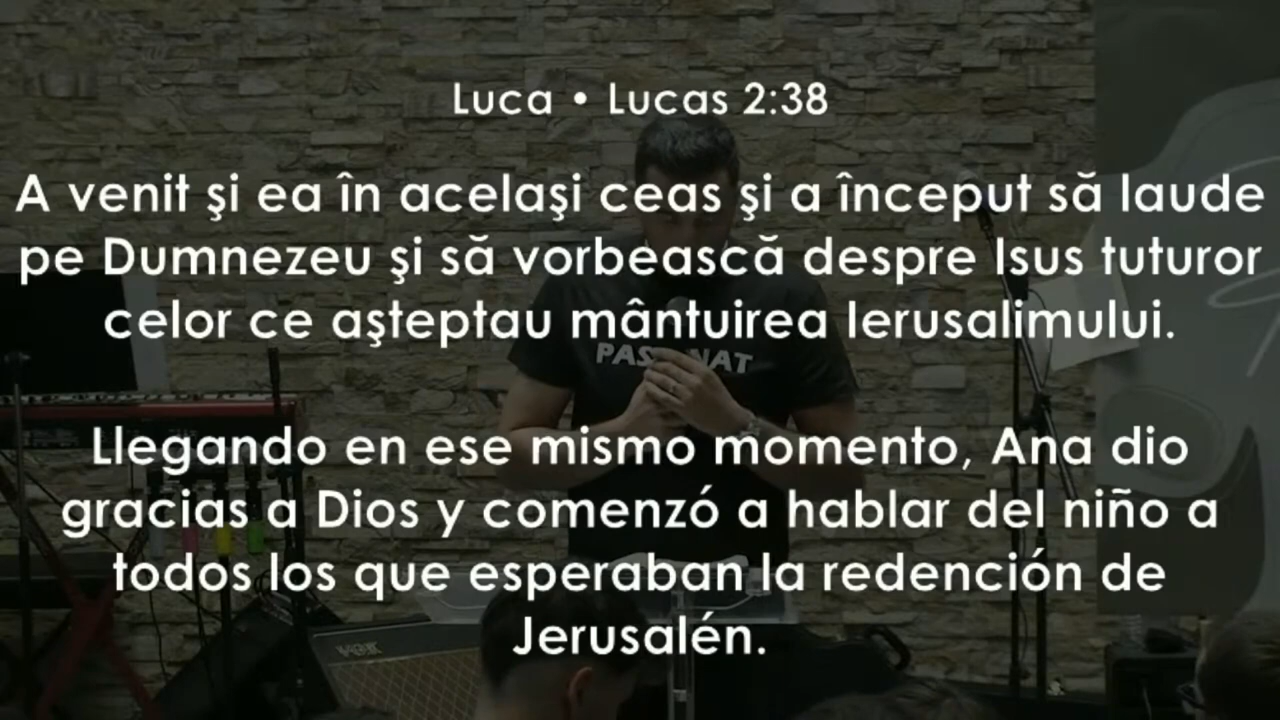 Luca • Lucas 2:38
A venit şi ea în acelaşi ceas şi a început să laude
pe Dumnezeu şi să vorbească despre Isus tuturor
celor ce aşteptau mântuirea Ierusalimului.
Llegando en ese mismo momento, Ana dio
gracias a Dios y comenzó a hablar del niño a
todos los que esperaban la redención de
Jerusalén.
VOX